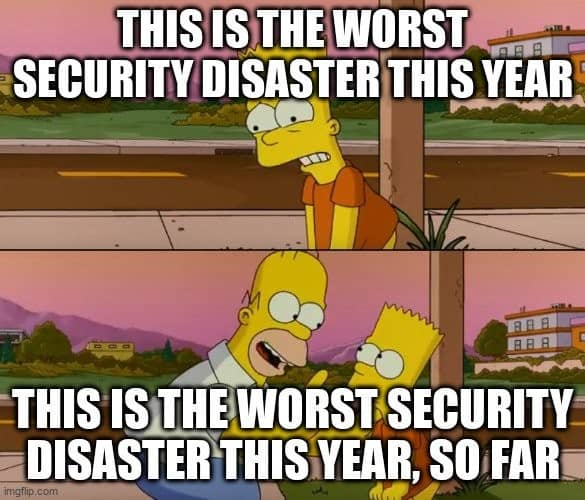 THIS IS THE WORST
SECURITY DISASTER THIS YEAR
THIS IS THE WORST SECURITY
DISASTER THIS YEAR, SO FAR
imgflip.com